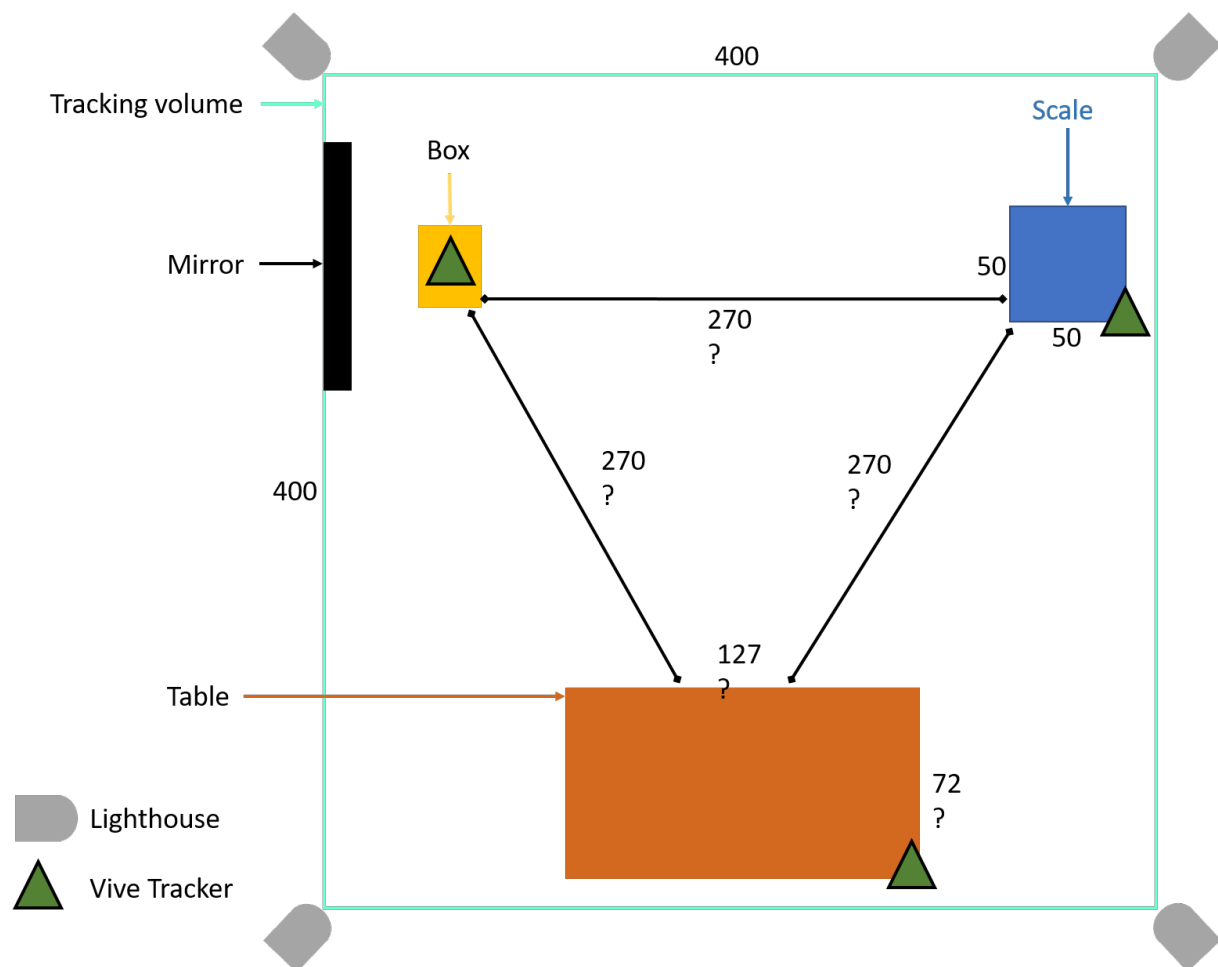 400
Tracking volume
Scale
Box
Mirror
50
270
?
50
270
?
270
?
400
127
?
Table
72
?
Lighthouse
Vive Tracker